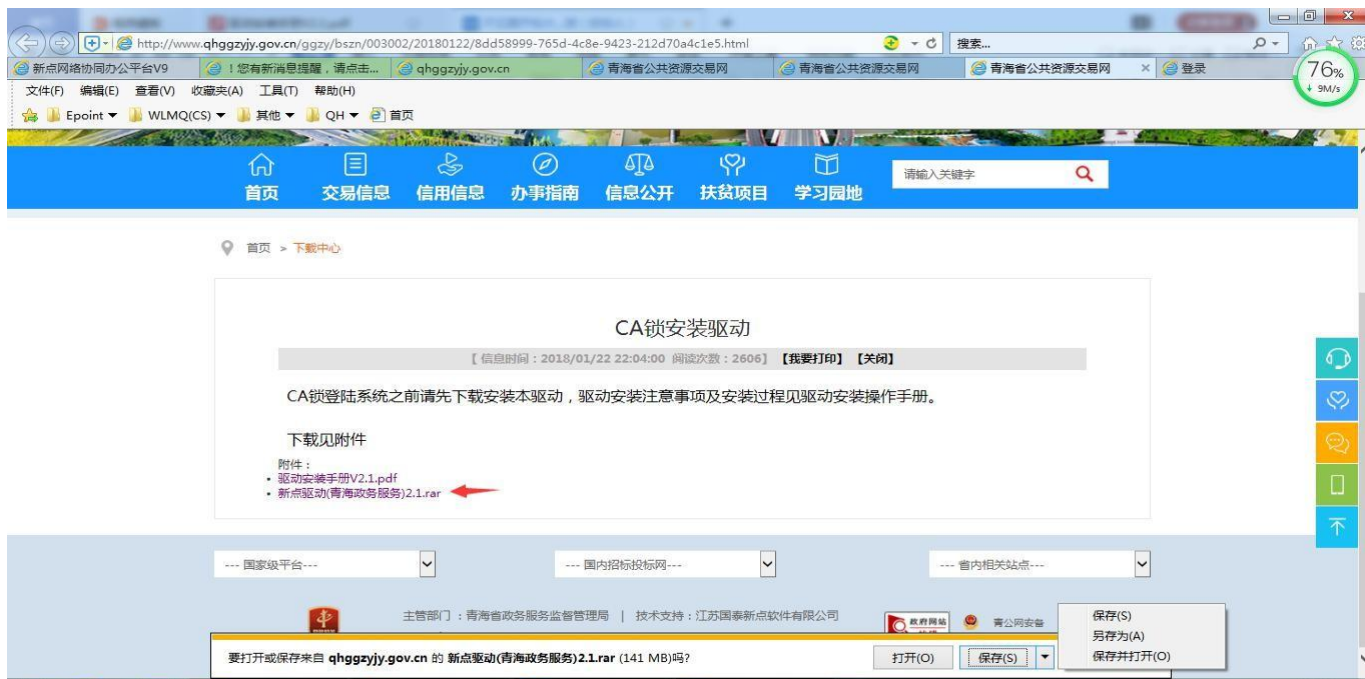 http://www.qhggzyjy.gov.cn/ggzy/bszn/003002/20180122/8dd58999-765d-4c8e-9423-212d70a4c1e5.html
搜索...
新点网络协同办公平台V9
！您有新消息提醒，请点击...
qhggzyjy.gov.cn
青海省公共资源交易网
青海省公共资源交易网
青海省公共资源交易网
登录
76%
9M/s
文件(F) 编辑(E) 查看(V) 收藏夹(A) 工具(T) 帮助(H)
Epoint WLMQ(CS) 其他 QH 首页
首页 交易信息 信用信息 办事指南 信息公开 扶贫项目 学习园地
请输入关键字
首页 > 下载中心
CA锁安装驱动
【 信息时间：2018/01/22 22:04:00 阅读次数：2606】 【我要打印】 【关闭】
CA锁登陆系统之前请先下载安装本驱动，驱动安装注意事项及安装过程见驱动安装操作手册。
下载见附件
附件：
• 驱动安装手册V2.1.pdf
• 新点驱动(青海政务服务)2.1.rar
--- 国家级平台---
--- 国内招标投标网---
--- 省内相关站点---
主管部门：青海省政务服务监督管理局 | 技术支持：江苏国泰新点软件有限公司
政府网站
青公网安备
保存(S)
另存为(A)
保存并打开(O)
要打开或保存来自 qhggzyjy.gov.cn 的 新点驱动(青海政务服务)2.1.rar (141 MB)吗?
打开(O)
保存(S)